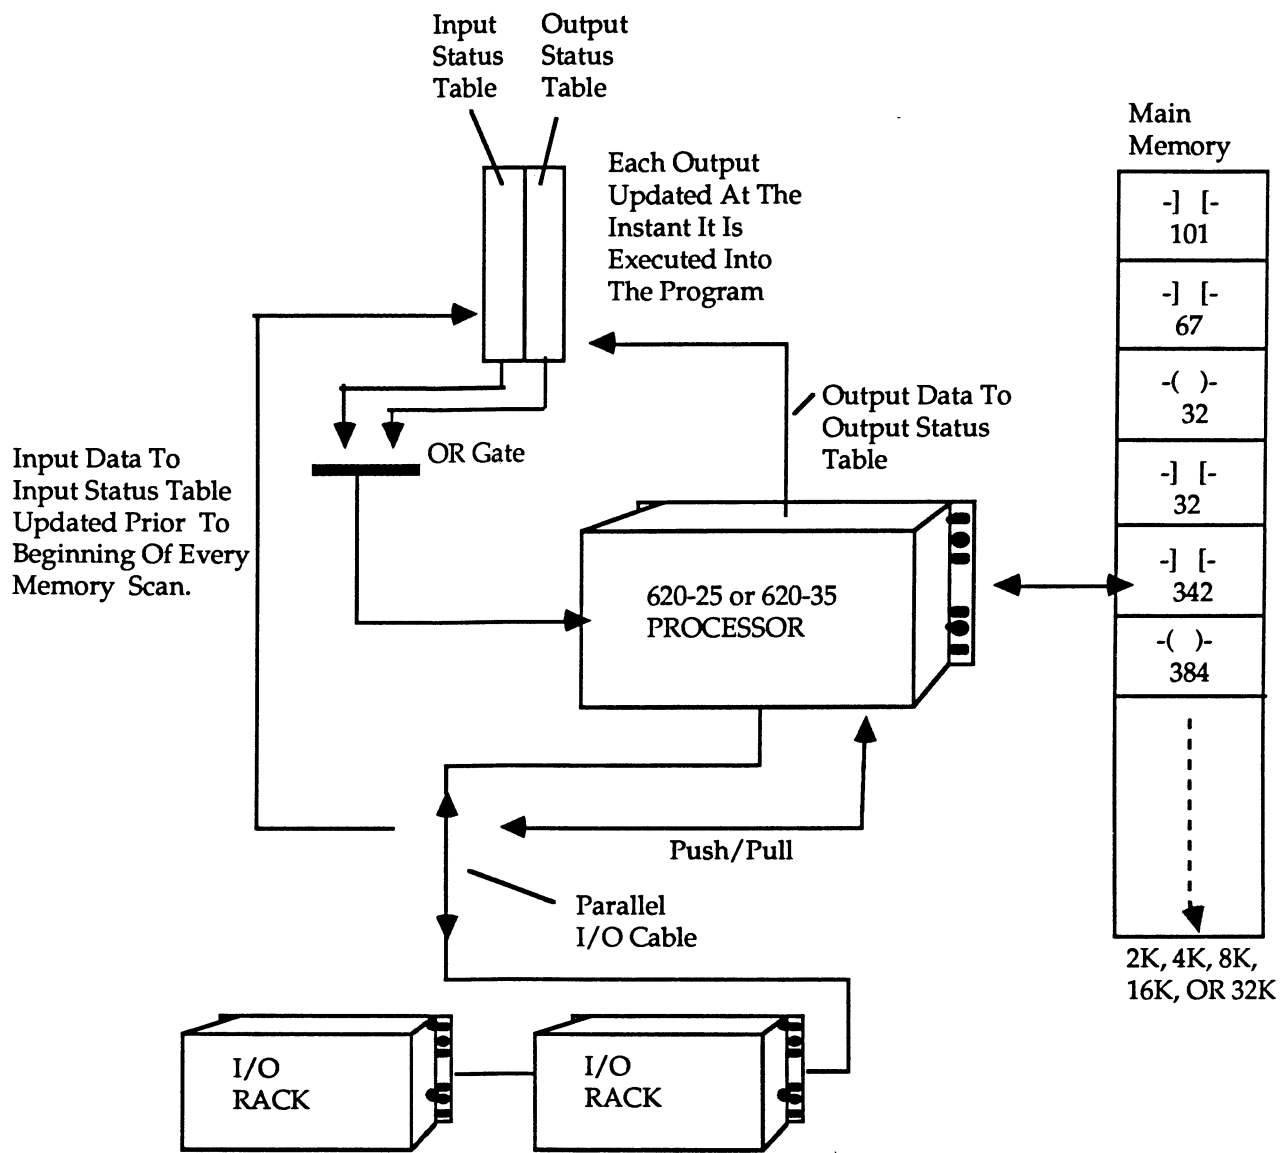 Input
Status
Table
Output
Status
Table
Each Output
Updated At The
Instant It Is
Executed Into
The Program
Main
Memory
-] [-
101
-] [-
67
-( )-
32
-] [-
32
-] [-
342
-( )-
384
2K, 4K, 8K,
16K, OR 32K
Output Data To
Output Status
Table
OR Gate
Input Data To
Input Status Table
Updated Prior To
Beginning Of Every
Memory Scan.
620-25 or 620-35
PROCESSOR
Push/Pull
Parallel
I/O Cable
I/O
RACK
I/O
RACK